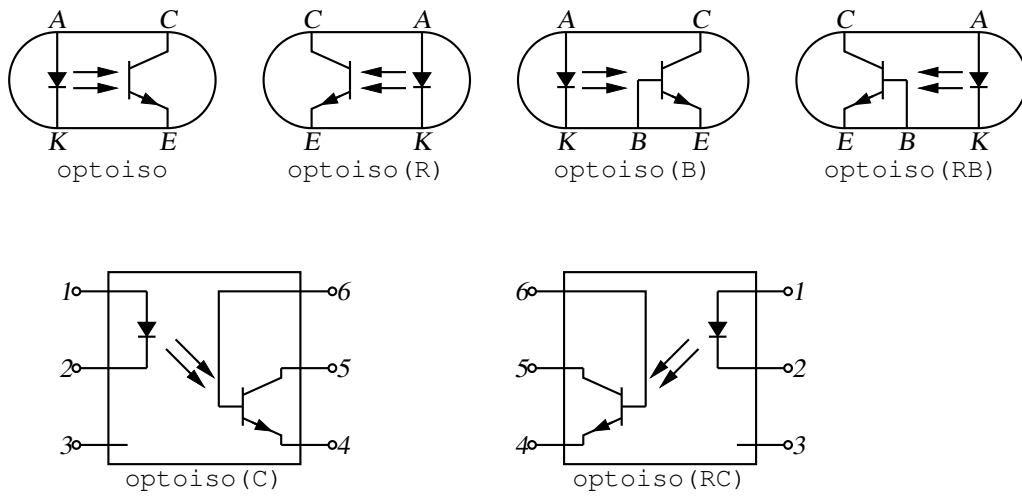 A C C A A C C A
K E E K K B E E B K
optoiso optoiso(R) optoiso(B) optoiso(RB)
1 6 6 1
2 5 5 2
3 4 4 3
optoiso(C) optoiso(RC)